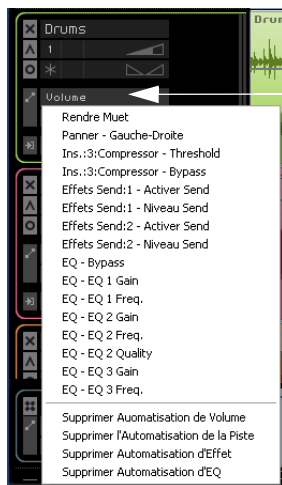 Drums
Drum
1
Volume
Rendre Muet
Panner - Gauche-Droite
Ins.:3:Compressor - Threshold
Ins.:3:Compressor - Bypass
Effets Send:1 - Activer Send
Effets Send:1 - Niveau Send
Effets Send:2 - Activer Send
Effets Send:2 - Niveau Send
EQ - Bypass
EQ - EQ 1 Gain
EQ - EQ 1 Freq.
EQ - EQ 2 Gain
EQ - EQ 2 Freq.
EQ - EQ 2 Quality
EQ - EQ 3 Gain
EQ - EQ 3 Freq.
Supprimer Auomatisation de Volume
Supprimer l'Automatisation de la Piste
Supprimer Automatisation d'Effet
Supprimer Automatisation d'EQ